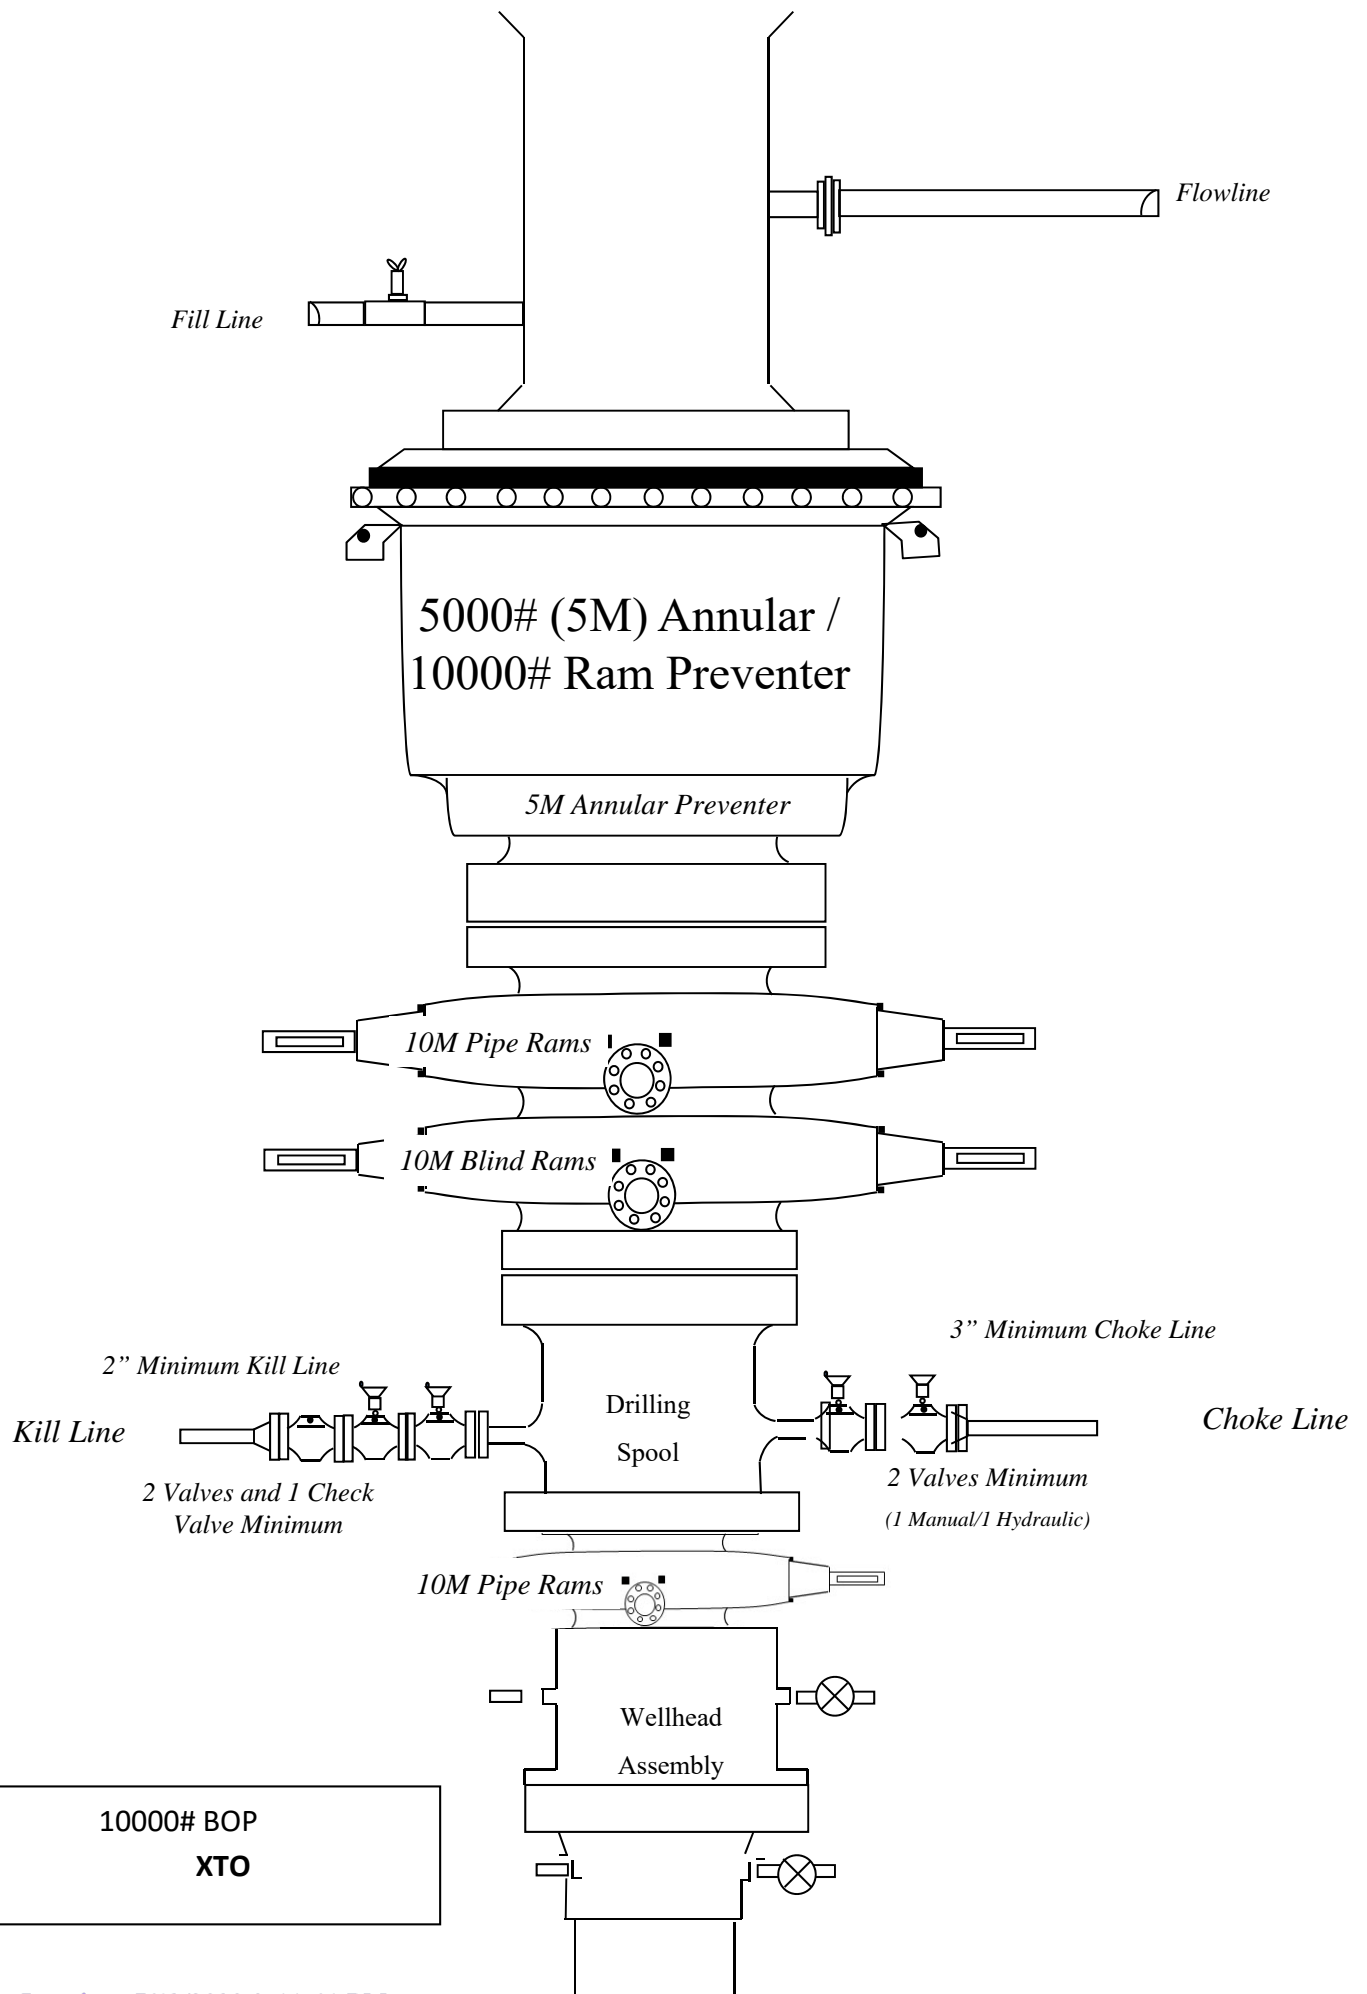 Flowline
Fill Line
5000# (5M) Annular /
10000# Ram Preventer
5M Annular Preventer
10M Pipe Rams
10M Blind Rams
3” Minimum Choke Line
2” Minimum Kill Line
Drilling
Spool
Kill Line
Choke Line
2 Valves and 1 Check
Valve Minimum
2 Valves Minimum
(1 Manual/1 Hydraulic)
10M Pipe Rams
Wellhead
Assembly
10000# BOP
XTO